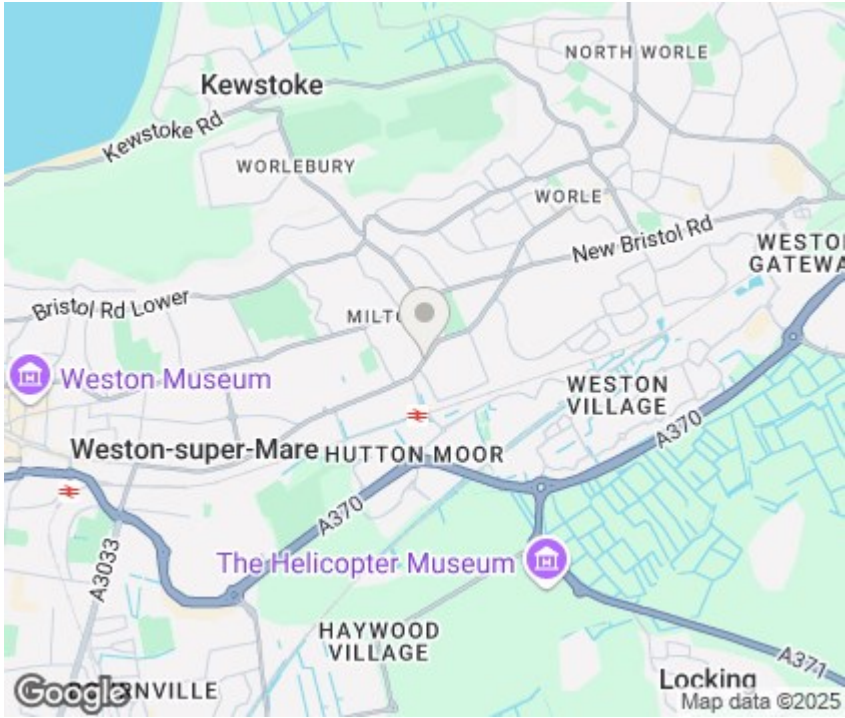 NORTH WORLE
Kewstoke
Kewstoke Rd
WORLEBURY
WORLE
New Bristol Rd
WESTO
GATEWA
Bristol Rd Lower
MILTO
Weston Museum
WESTON
VILLAGE
A370
Weston-super-Mare
HUTTON MOOR
A370
A3033
The Helicopter Museum
HAYWOOD
VILLAGE
A371
Locking
Google
RNVILLE
Map data ©2025